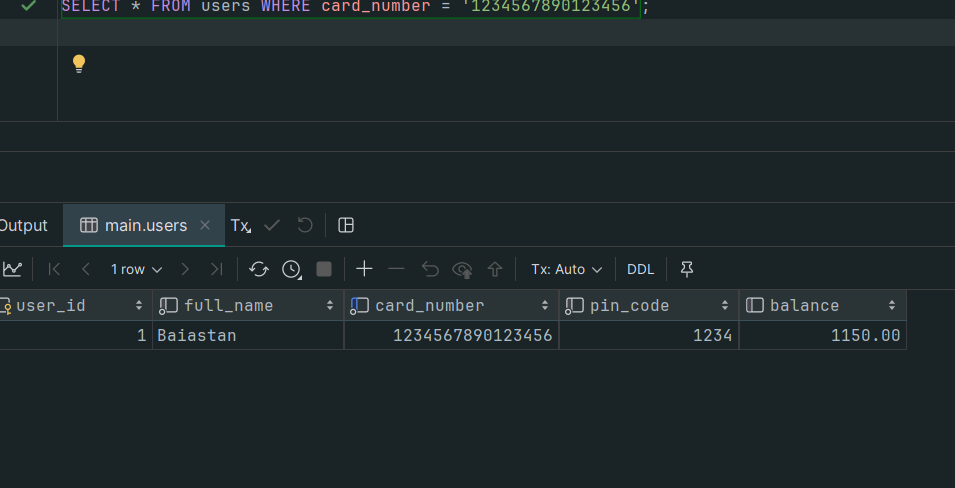 SELECT * FROM users WHERE card_number = '1234567890123456';
Output main.users × Tx
1 row Tx: Auto DDL
user_id full_name card_number pin_code balance
1 Baiastan 1234567890123456 1234 1150.00